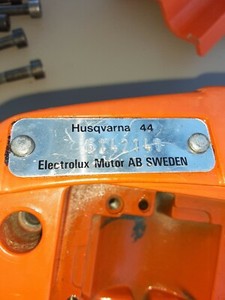 Husqvarna 44
Electrolux Motor AB SWEDEN